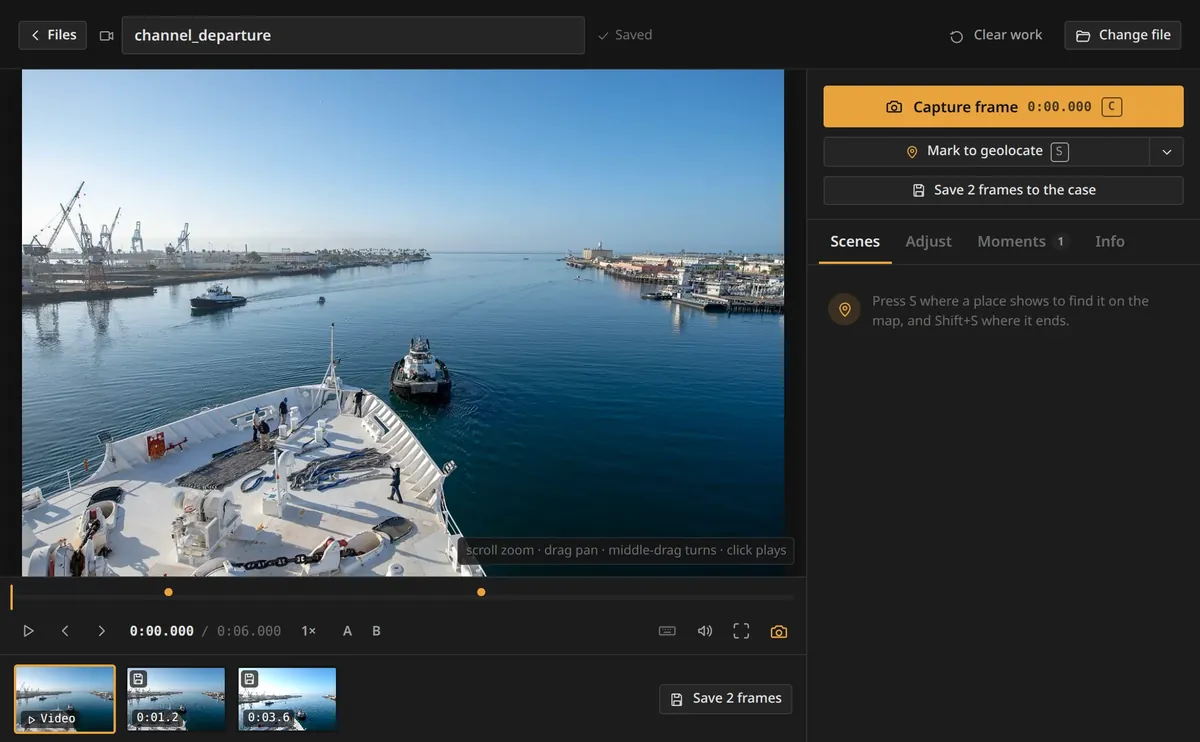 Files
channel_departure
Saved
Clear work
Change file
Capture frame 0:00.000 C
Mark to geolocate S
Save 2 frames to the case
Scenes
Adjust
Moments 1
Info
Press S where a place shows to find it on the
map, and Shift+S where it ends.
scroll zoom · drag pan · middle-drag turns · click plays
0:00.000 / 0:06.000 1× A B
Video
0:01.2
0:03.6
Save 2 frames